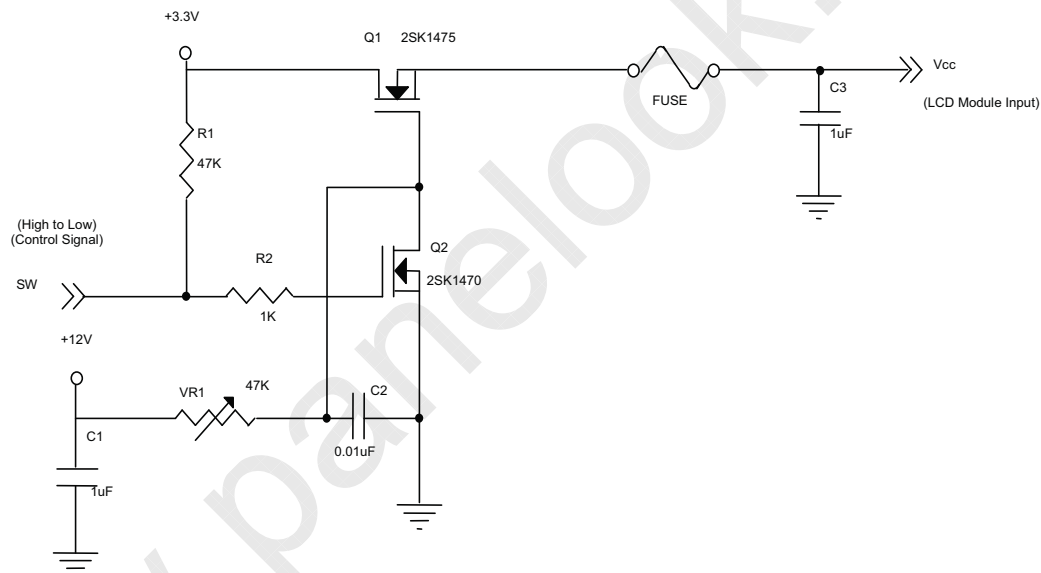 +3.3V
Q1 2SK1475
Vcc
FUSE
C3
(LCD Module Input)
1uF
R1
47K
(High to Low)
(Control Signal)
R2
Q2
SW
2SK1470
1K
+12V
VR1
47K
C2
C1
0.01uF
1uF
panelook.